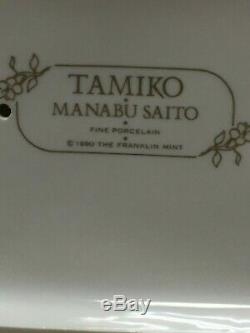 TAMIKO
MANABU SAITO
FINE PORCELAIN
© 1990 THE FRANKLIN MINT